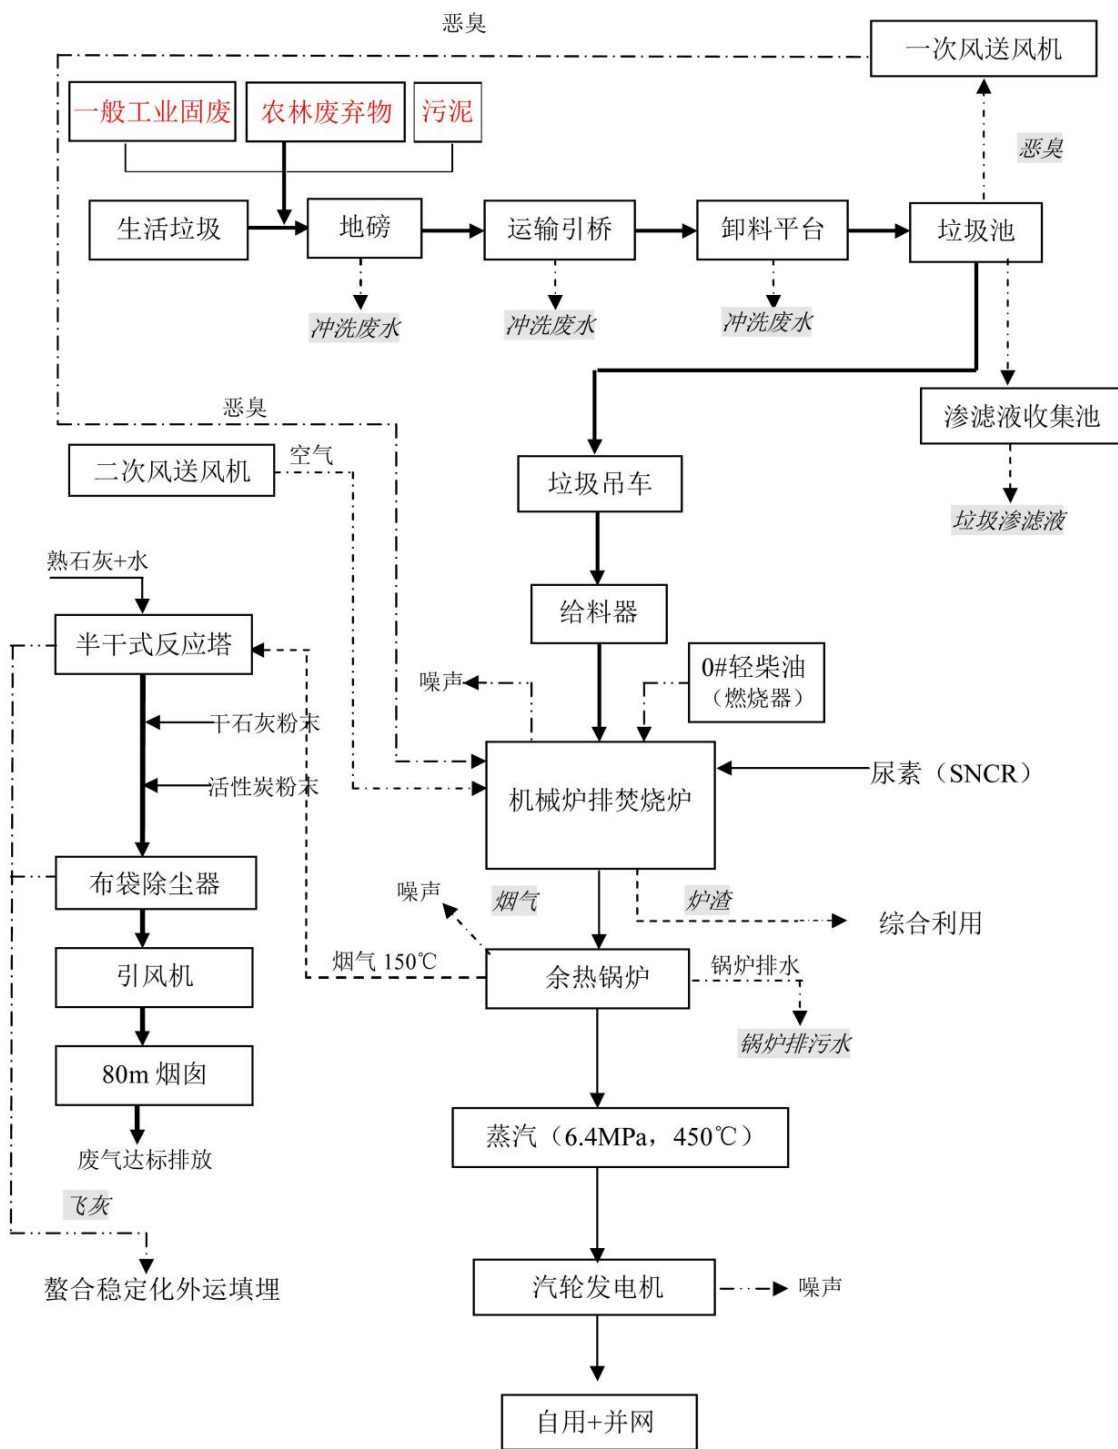 恶臭
一次风送风机
一般工业固废
农林废弃物
污泥
恶臭
生活垃圾
地磅
运输引桥
卸料平台
垃圾池
冲洗废水
冲洗废水
冲洗废水
恶臭
渗滤液收集池
二次风送风机
空气
垃圾吊车
垃圾渗滤液
熟石灰+水
给料器
半干式反应塔
噪声
0#轻柴油
（燃烧器）
干石灰粉末
活性炭粉末
机械炉排焚烧炉
尿素（SNCR）
布袋除尘器
噪声
烟气
炉渣
综合利用
引风机
烟气 150℃
余热锅炉
锅炉排水
锅炉排污水
80m 烟囱
蒸汽（6.4MPa，450℃）
废气达标排放
飞灰
螯合稳定化外运填埋
汽轮发电机
噪声
自用+并网